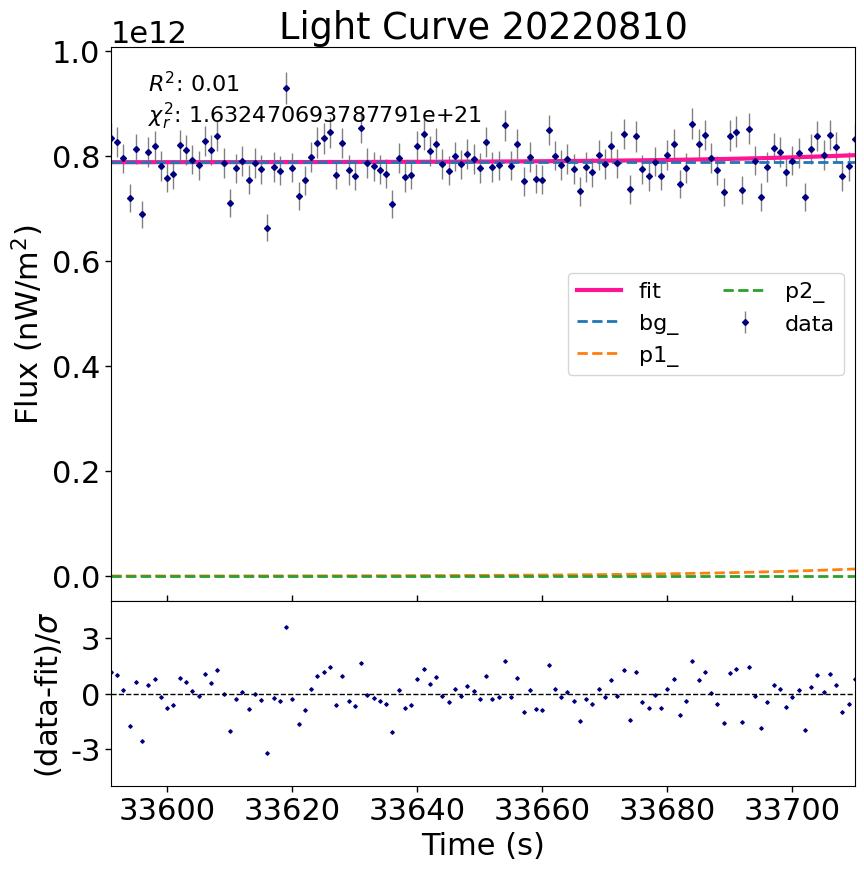 Light Curve 20220810
1e12
R²: 0.01
χ²ᵣ: 1.632470693787791e+21
1.0
0.8
0.6
0.4
0.2
0.0
Flux (nW/m²)
fit
bg_
p1_
p2_
data
3
0
-3
(data-fit)/σ
33600
33620
33640
33660
33680
33700
Time (s)